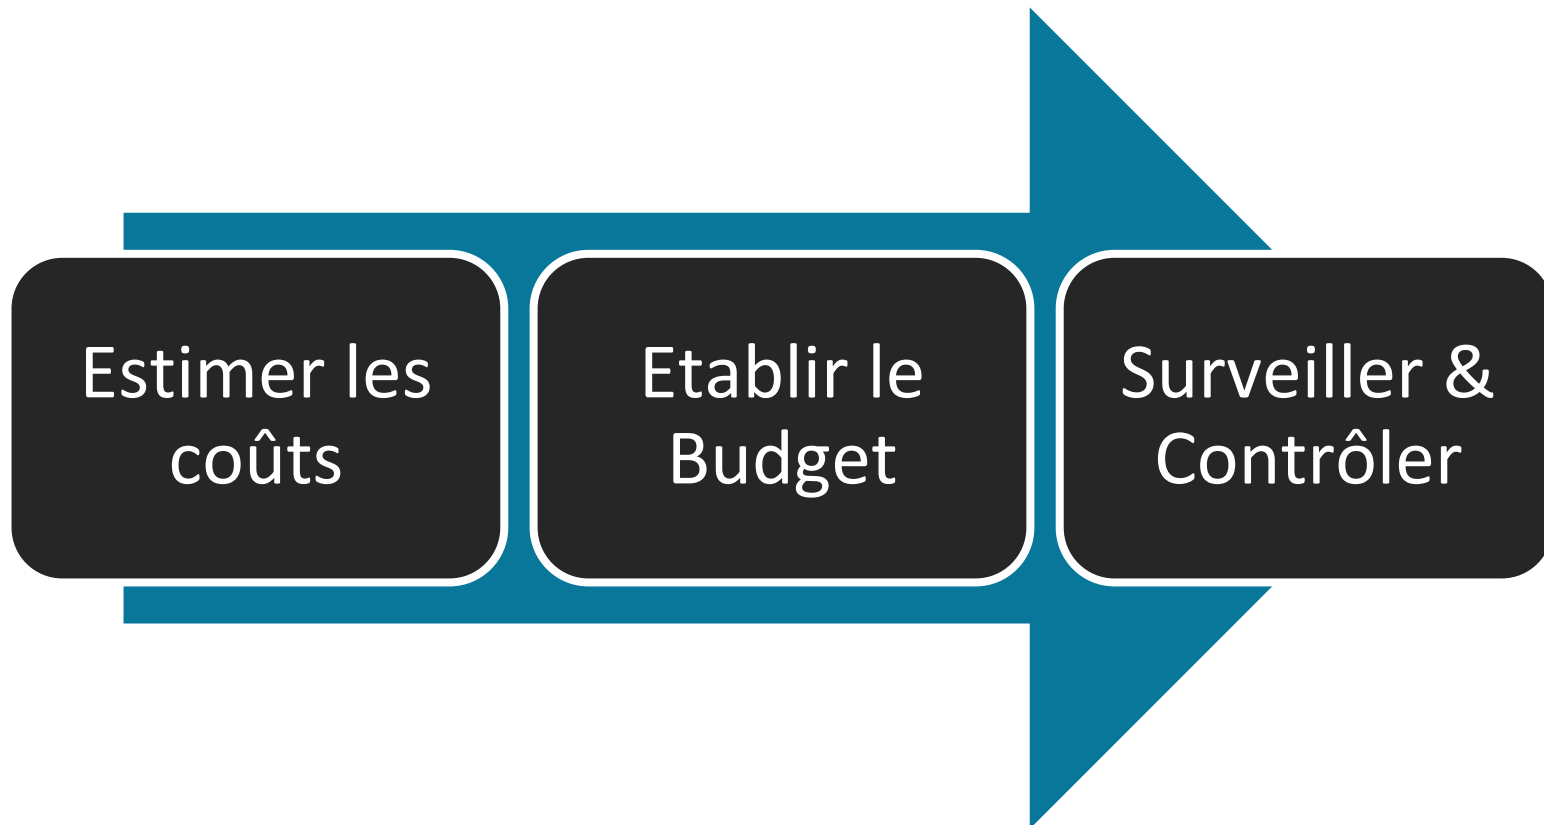 Estimer les
coûts
Etablir le
Budget
Surveiller &
Contrôler